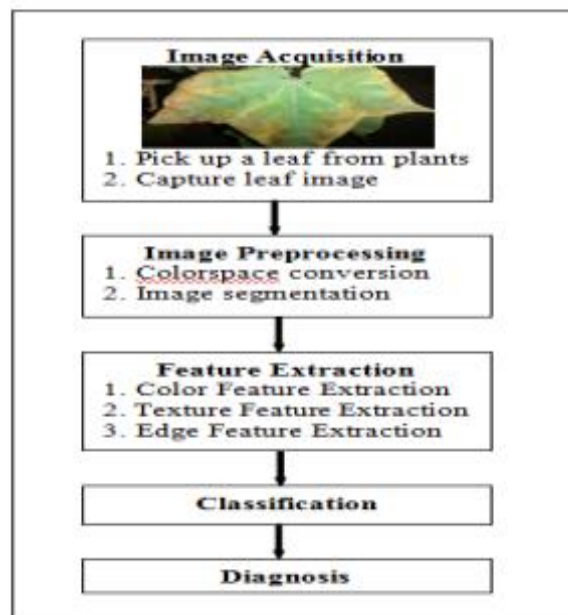 Image Acquisition
1. Pick up a leaf from plants
2. Capture leaf image
Image Preprocessing
1. Colorspace conversion
2. Image segmentation
Feature Extraction
1. Color Feature Extraction
2. Texture Feature Extraction
3. Edge Feature Extraction
Classification
Diagnosis